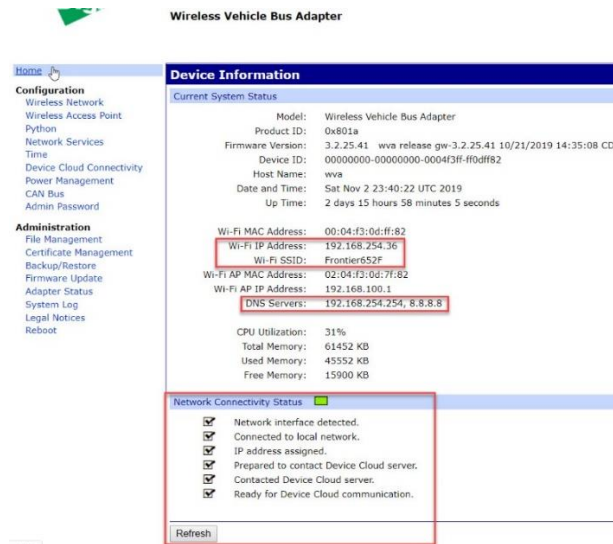 Wireless Vehicle Bus Adapter
Home
Configuration
Wireless Network
Wireless Access Point
Python
Network Services
Time
Device Cloud Connectivity
Power Management
CAN Bus
Admin Password
Administration
File Management
Certificate Management
Backup/Restore
Firmware Update
Adapter Status
System Log
Legal Notices
Reboot
Device Information
Current System Status
Model: Wireless Vehicle Bus Adapter
Product ID: 0x801a
Firmware Version: 3.2.25.41 wva release gw-3.2.25.41 10/21/2019 14:35:08 CD
Device ID: 00000000-00000000-0004f3ff-ff0dff82
Host Name: wva
Date and Time: Sat Nov 2 23:40:22 UTC 2019
Up Time: 2 days 15 hours 58 minutes 5 seconds
Wi-Fi MAC Address: 00:04:f3:0d:ff:82
Wi-Fi IP Address: 192.168.254.36
Wi-Fi SSID: Frontier652F
Wi-Fi AP MAC Address: 02:04:f3:0d:7f:82
Wi-Fi AP IP Address: 192.168.100.1
DNS Servers: 192.168.254.254, 8.8.8.8
CPU Utilization: 31%
Total Memory: 61452 KB
Used Memory: 45552 KB
Free Memory: 15900 KB
Network Connectivity Status
Network interface detected.
Connected to local network.
IP address assigned.
Prepared to contact Device Cloud server.
Contacted Device Cloud server.
Ready for Device Cloud communication.
Refresh